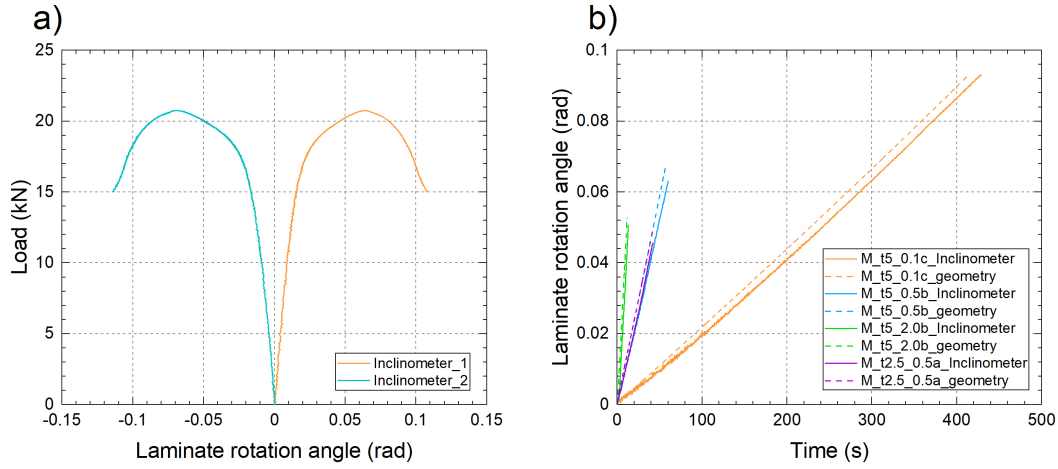 a)
25
20
15
10
5
0
Load (kN)
-0.15
-0.1
-0.05
0
0.05
0.1
0.15
Laminate rotation angle (rad)
Inclinometer_1
Inclinometer_2
b)
0.1
0.08
0.06
0.04
0.02
0
Laminate rotation angle (rad)
0
100
200
300
400
500
Time (s)
M_t5_0.1c_Inclinometer
M_t5_0.1c_geometry
M_t5_0.5b_Inclinometer
M_t5_0.5b_geometry
M_t5_2.0b_Inclinometer
M_t5_2.0b_geometry
M_t2.5_0.5a_Inclinometer
M_t2.5_0.5a_geometry